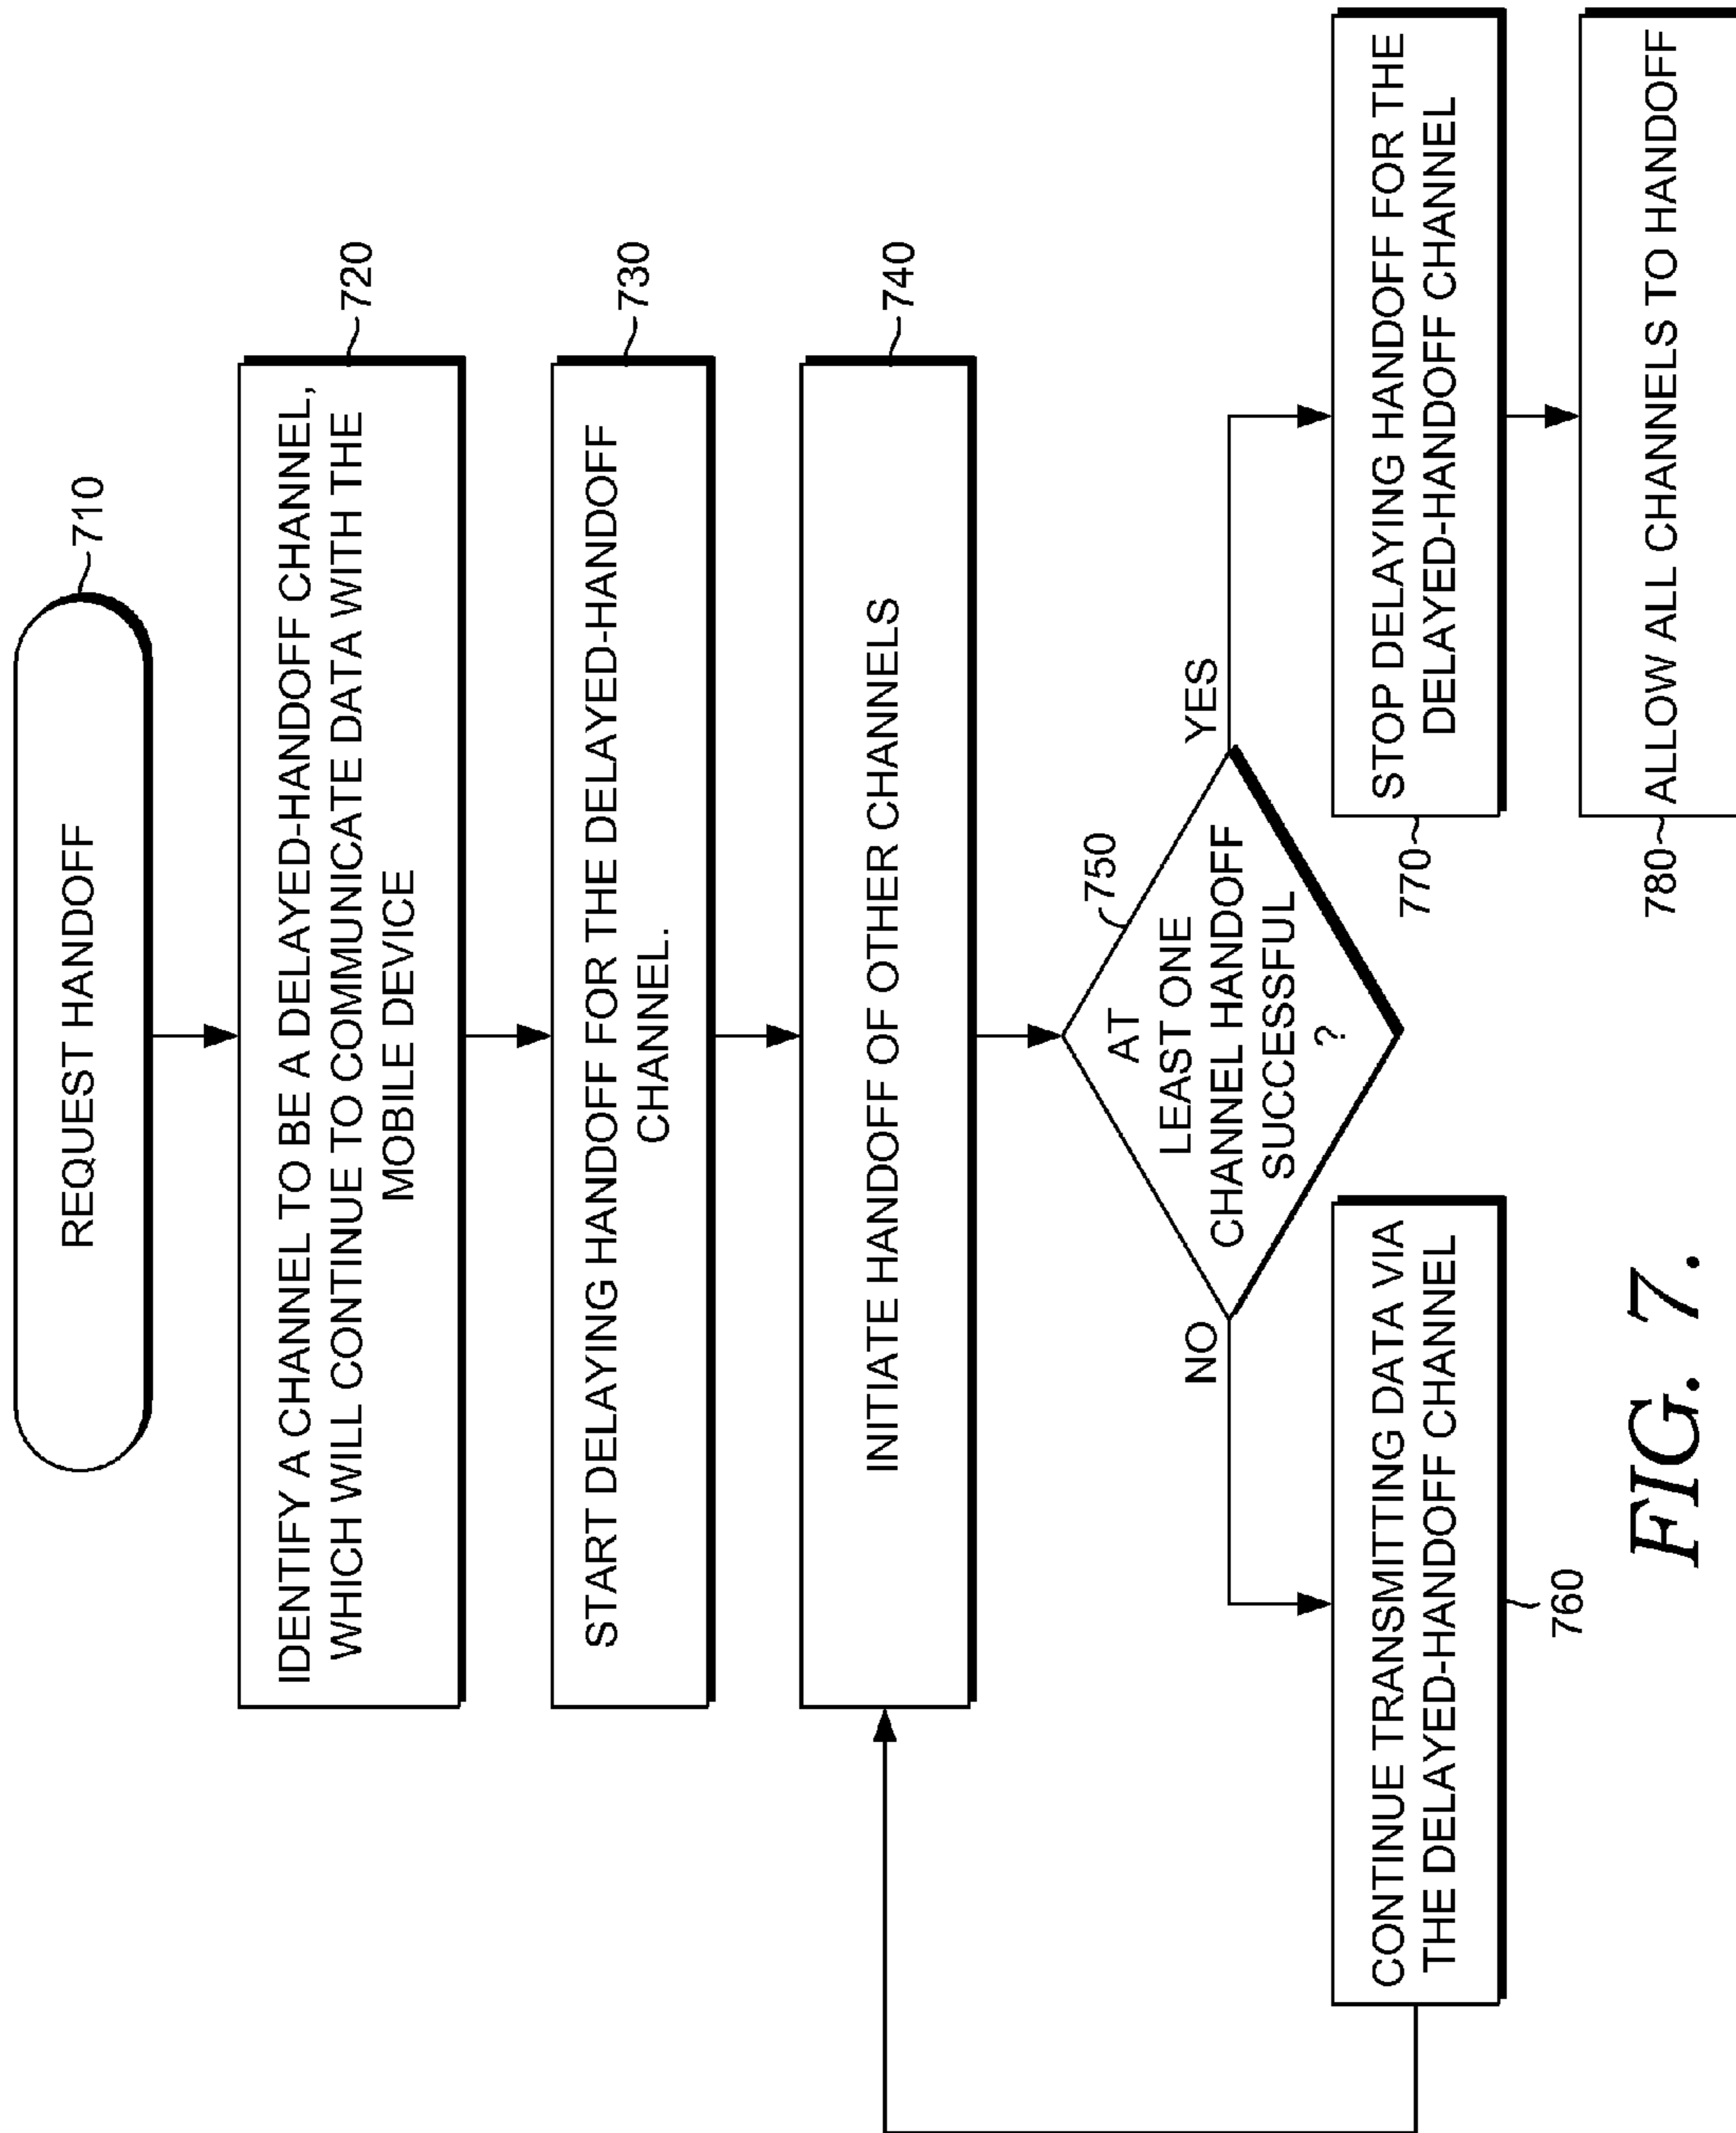 REQUEST HANDOFF
710
IDENTIFY A CHANNEL TO BE A DELAYED-HANDOFF CHANNEL,
WHICH WILL CONTINUE TO COMMUNICATE DATA WITH THE
MOBILE DEVICE
720
START DELAYING HANDOFF FOR THE DELAYED-HANDOFF
CHANNEL.
730
INITIATE HANDOFF OF OTHER CHANNELS
740
AT
LEAST ONE
CHANNEL HANDOFF
SUCCESSFUL
?
750
NO
YES
CONTINUE TRANSMITTING DATA VIA
THE DELAYED-HANDOFF CHANNEL
760
STOP DELAYING HANDOFF FOR THE
DELAYED-HANDOFF CHANNEL
770
ALLOW ALL CHANNELS TO HANDOFF
780
FIG. 7.